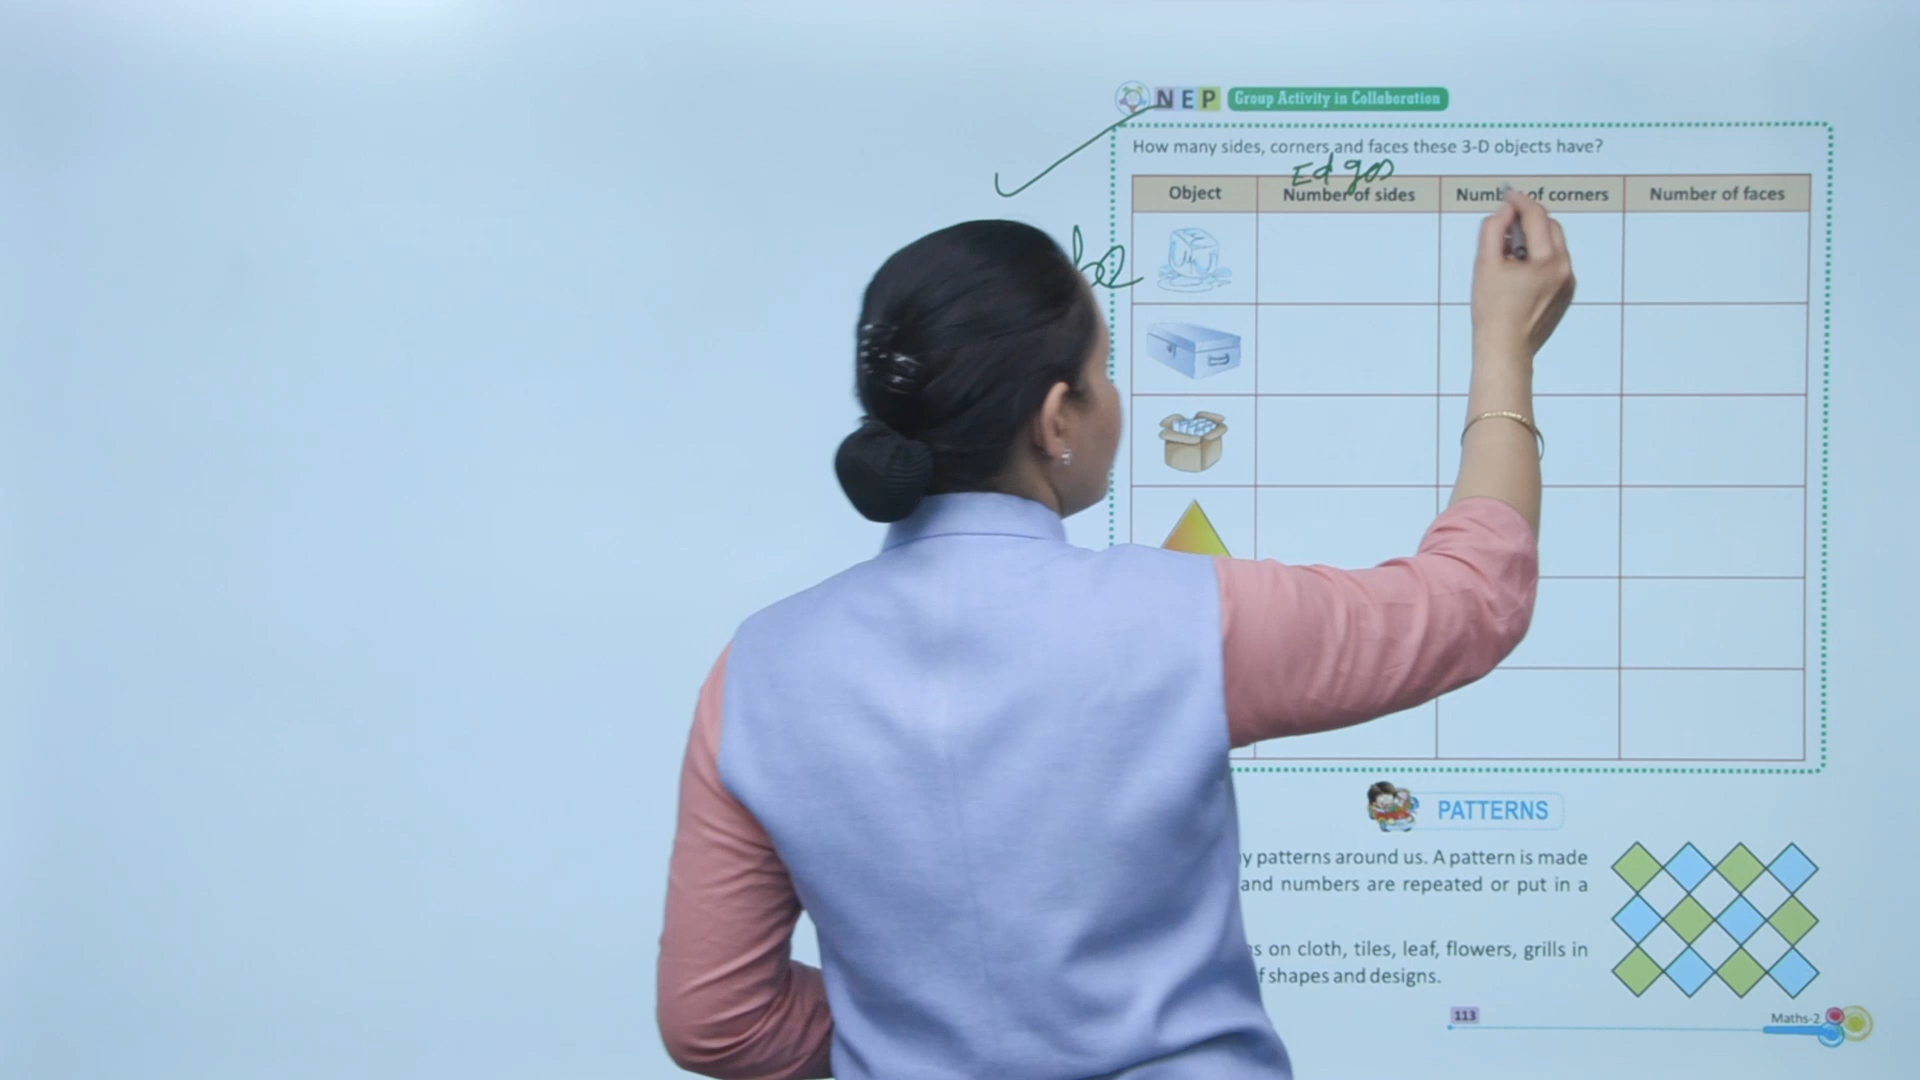 NEP Group Activity in Collaboration
How many sides, corners and faces these 3-D objects have?
Edges
Object Number of sides Number of corners Number of faces
be
PATTERNS
patterns around us. A pattern is made
and numbers are repeated or put in a
on cloth, tiles, leaf, flowers, grills in
shapes and designs.
113
Maths-2